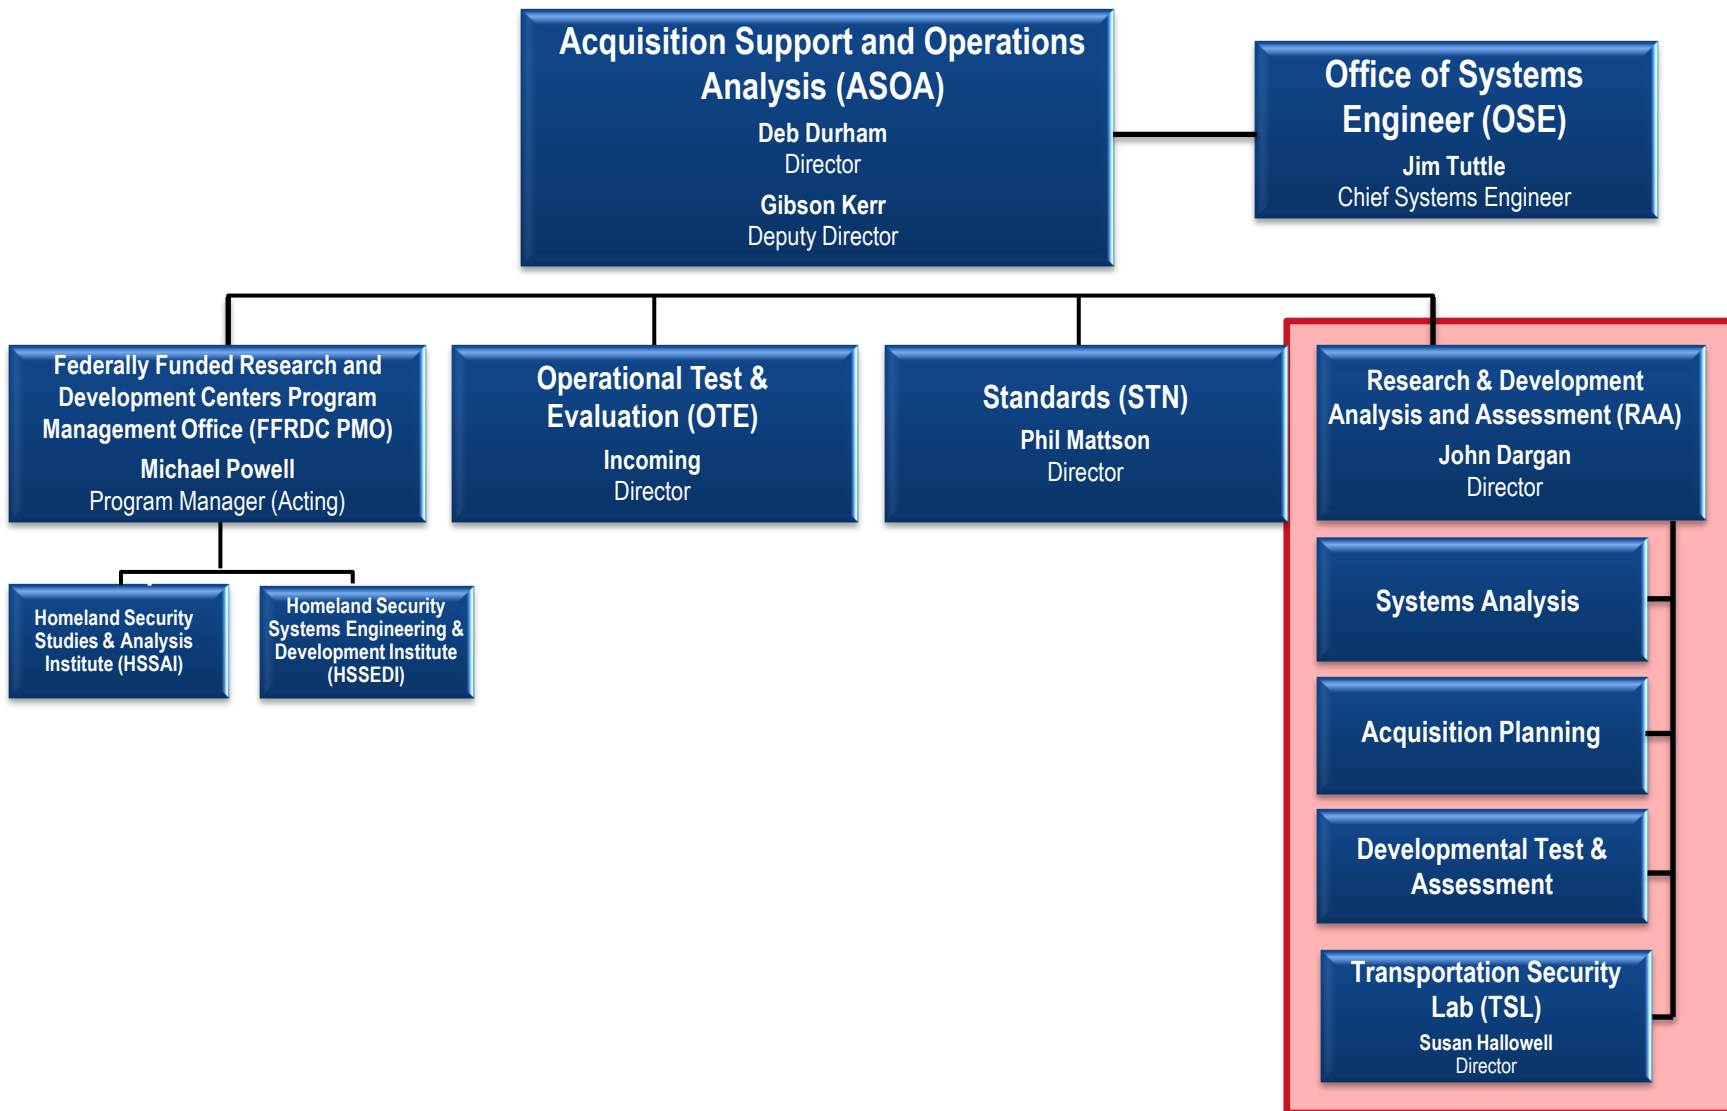 Acquisition Support and Operations
Analysis (ASOA)
Deb Durham
Director
Gibson Kerr
Deputy Director
Office of Systems
Engineer (OSE)
Jim Tuttle
Chief Systems Engineer
Federally Funded Research and
Development Centers Program
Management Office (FFRDC PMO)
Michael Powell
Program Manager (Acting)
Operational Test &
Evaluation (OTE)
Incoming
Director
Standards (STN)
Phil Mattson
Director
Research & Development
Analysis and Assessment (RAA)
John Dargan
Director
Homeland Security
Studies & Analysis
Institute (HSSAI)
Homeland Security
Systems Engineering &
Development Institute
(HSSEDI)
Systems Analysis
Acquisition Planning
Developmental Test &
Assessment
Transportation Security
Lab (TSL)
Susan Hallowell
Director